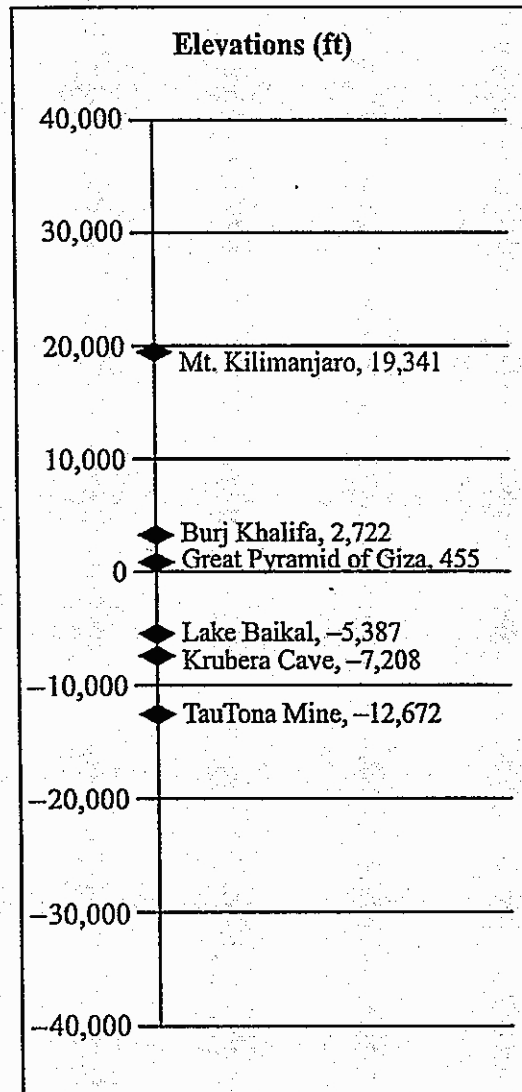 Elevations (ft)
40,000
30,000
20,000
Mt. Kilimanjaro, 19,341
10,000
Burj Khalifa, 2,722
Great Pyramid of Giza, 455
0
Lake Baikal, –5,387
Krubera Cave, –7,208
–10,000
TauTona Mine, –12,672
–20,000
–30,000
–40,000